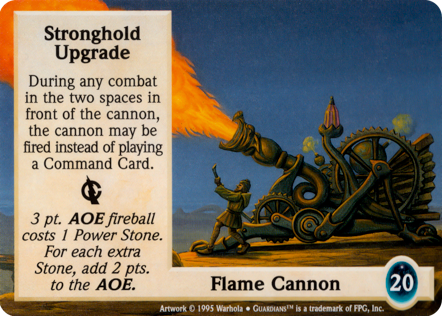 Stronghold
Upgrade
During any combat
in the two spaces in
front of the cannon,
the cannon may be
fired instead of playing
a Command Card.
3 pt. AOE fireball
costs 1 Power Stone.
For each extra
Stone, add 2 pts.
to the AOE.
Flame Cannon
20
Artwork © 1995 Warhola • GUARDIANS™ is a trademark of FPG, Inc.